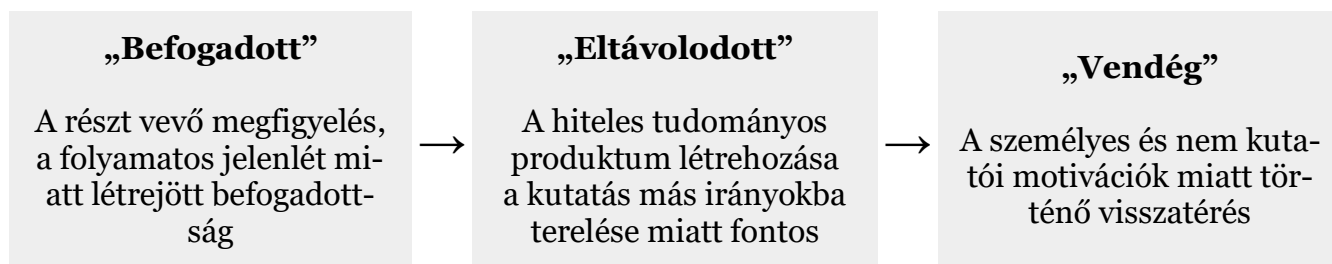 „Befogadott”
A részt vevő megfigyelés,
a folyamatos jelenlét mi-
att létrejött befogadott-
ság
→
„Eltávolodott”
A hiteles tudományos
produktum létrehozása
a kutatás más irányokba
terelése miatt fontos
→
„Vendég”
A személyes és nem kuta-
tói motivációk miatt tör-
ténő visszatérés